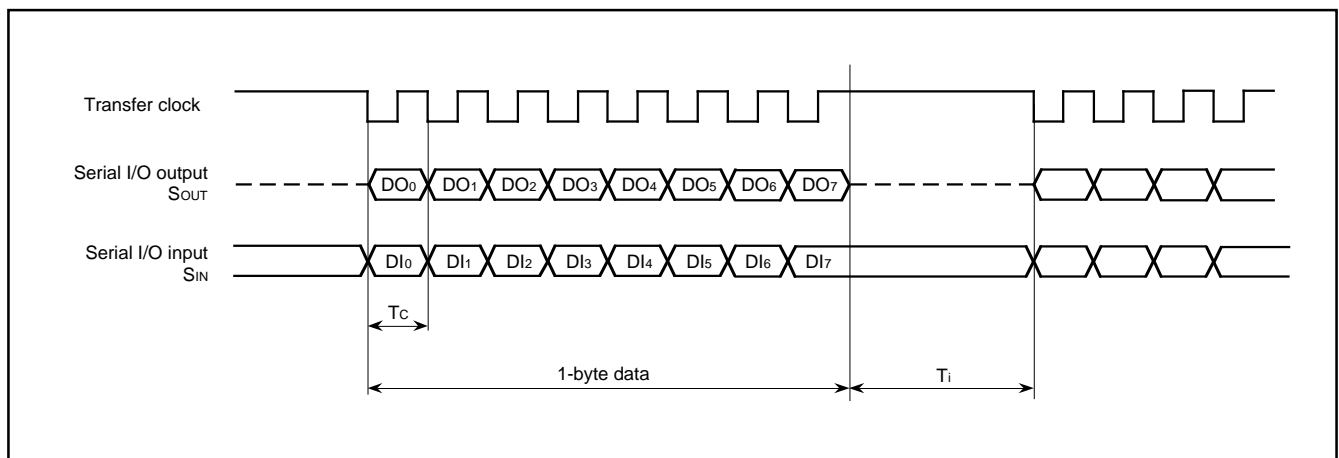 Transfer clock
Serial I/O output
SOUT
DO0 DO1 DO2 DO3 DO4 DO5 DO6 DO7
Serial I/O input
SIN
DI0 DI1 DI2 DI3 DI4 DI5 DI6 DI7
TC
1-byte data
Ti